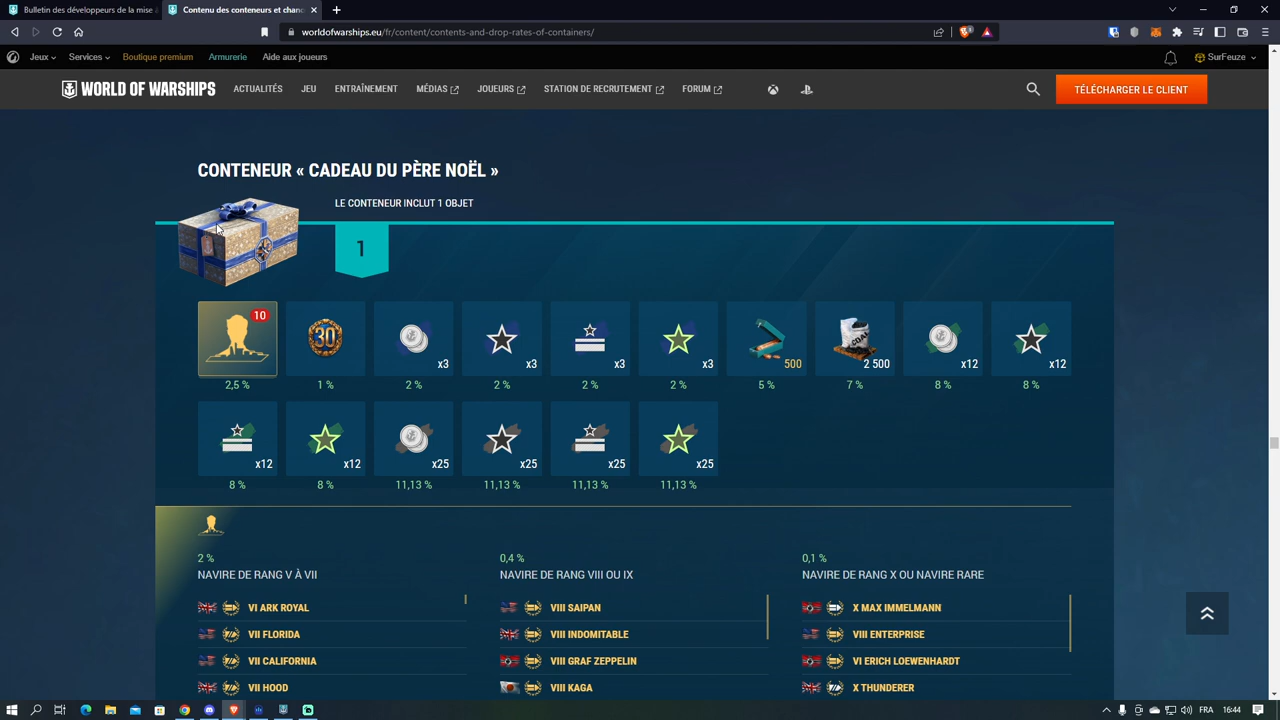 Bulletin des développeurs de la mise à
Contenu des conteneurs et chanc
worldofwarships.eu/fr/content/contents-and-drop-rates-of-containers/
Jeux Services Boutique premium Armurerie Aide aux joueurs SurFeuze
WORLD OF WARSHIPS ACTUALITÉS JEU ENTRAÎNEMENT MÉDIAS JOUEURS STATION DE RECRUTEMENT FORUM TÉLÉCHARGER LE CLIENT
CONTENEUR « CADEAU DU PÈRE NOËL »
LE CONTENEUR INCLUT 1 OBJET
1
10 30 x3 x3 x3 x3 500 COAL 2 500 x12 x12
2,5 % 1 % 2 % 2 % 2 % 2 % 5 % 7 % 8 % 8 %
x12 x12 x25 x25 x25 x25
8 % 8 % 11,13 % 11,13 % 11,13 % 11,13 %
2 %
NAVIRE DE RANG V À VII
VI ARK ROYAL
VII FLORIDA
VII CALIFORNIA
VII HOOD
0,4 %
NAVIRE DE RANG VIII OU IX
VIII SAIPAN
VIII INDOMITABLE
VIII GRAF ZEPPELIN
VIII KAGA
0,1 %
NAVIRE DE RANG X OU NAVIRE RARE
X MAX IMMELMANN
VIII ENTERPRISE
VI ERICH LOEWENHARDT
X THUNDERER
FRA 16:44